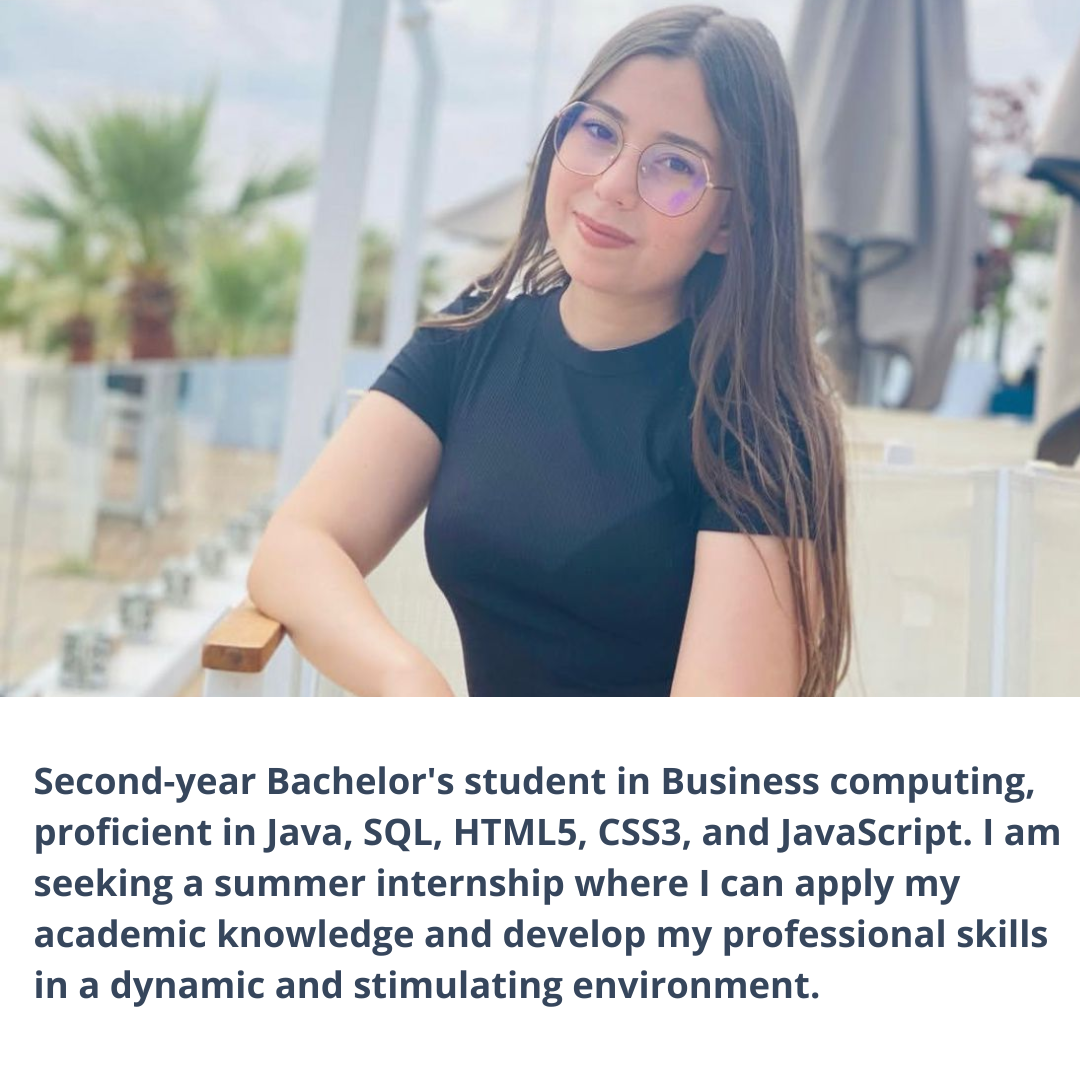 Second-year Bachelor's student in Business computing,
proficient in Java, SQL, HTML5, CSS3, and JavaScript. I am
seeking a summer internship where I can apply my
academic knowledge and develop my professional skills
in a dynamic and stimulating environment.